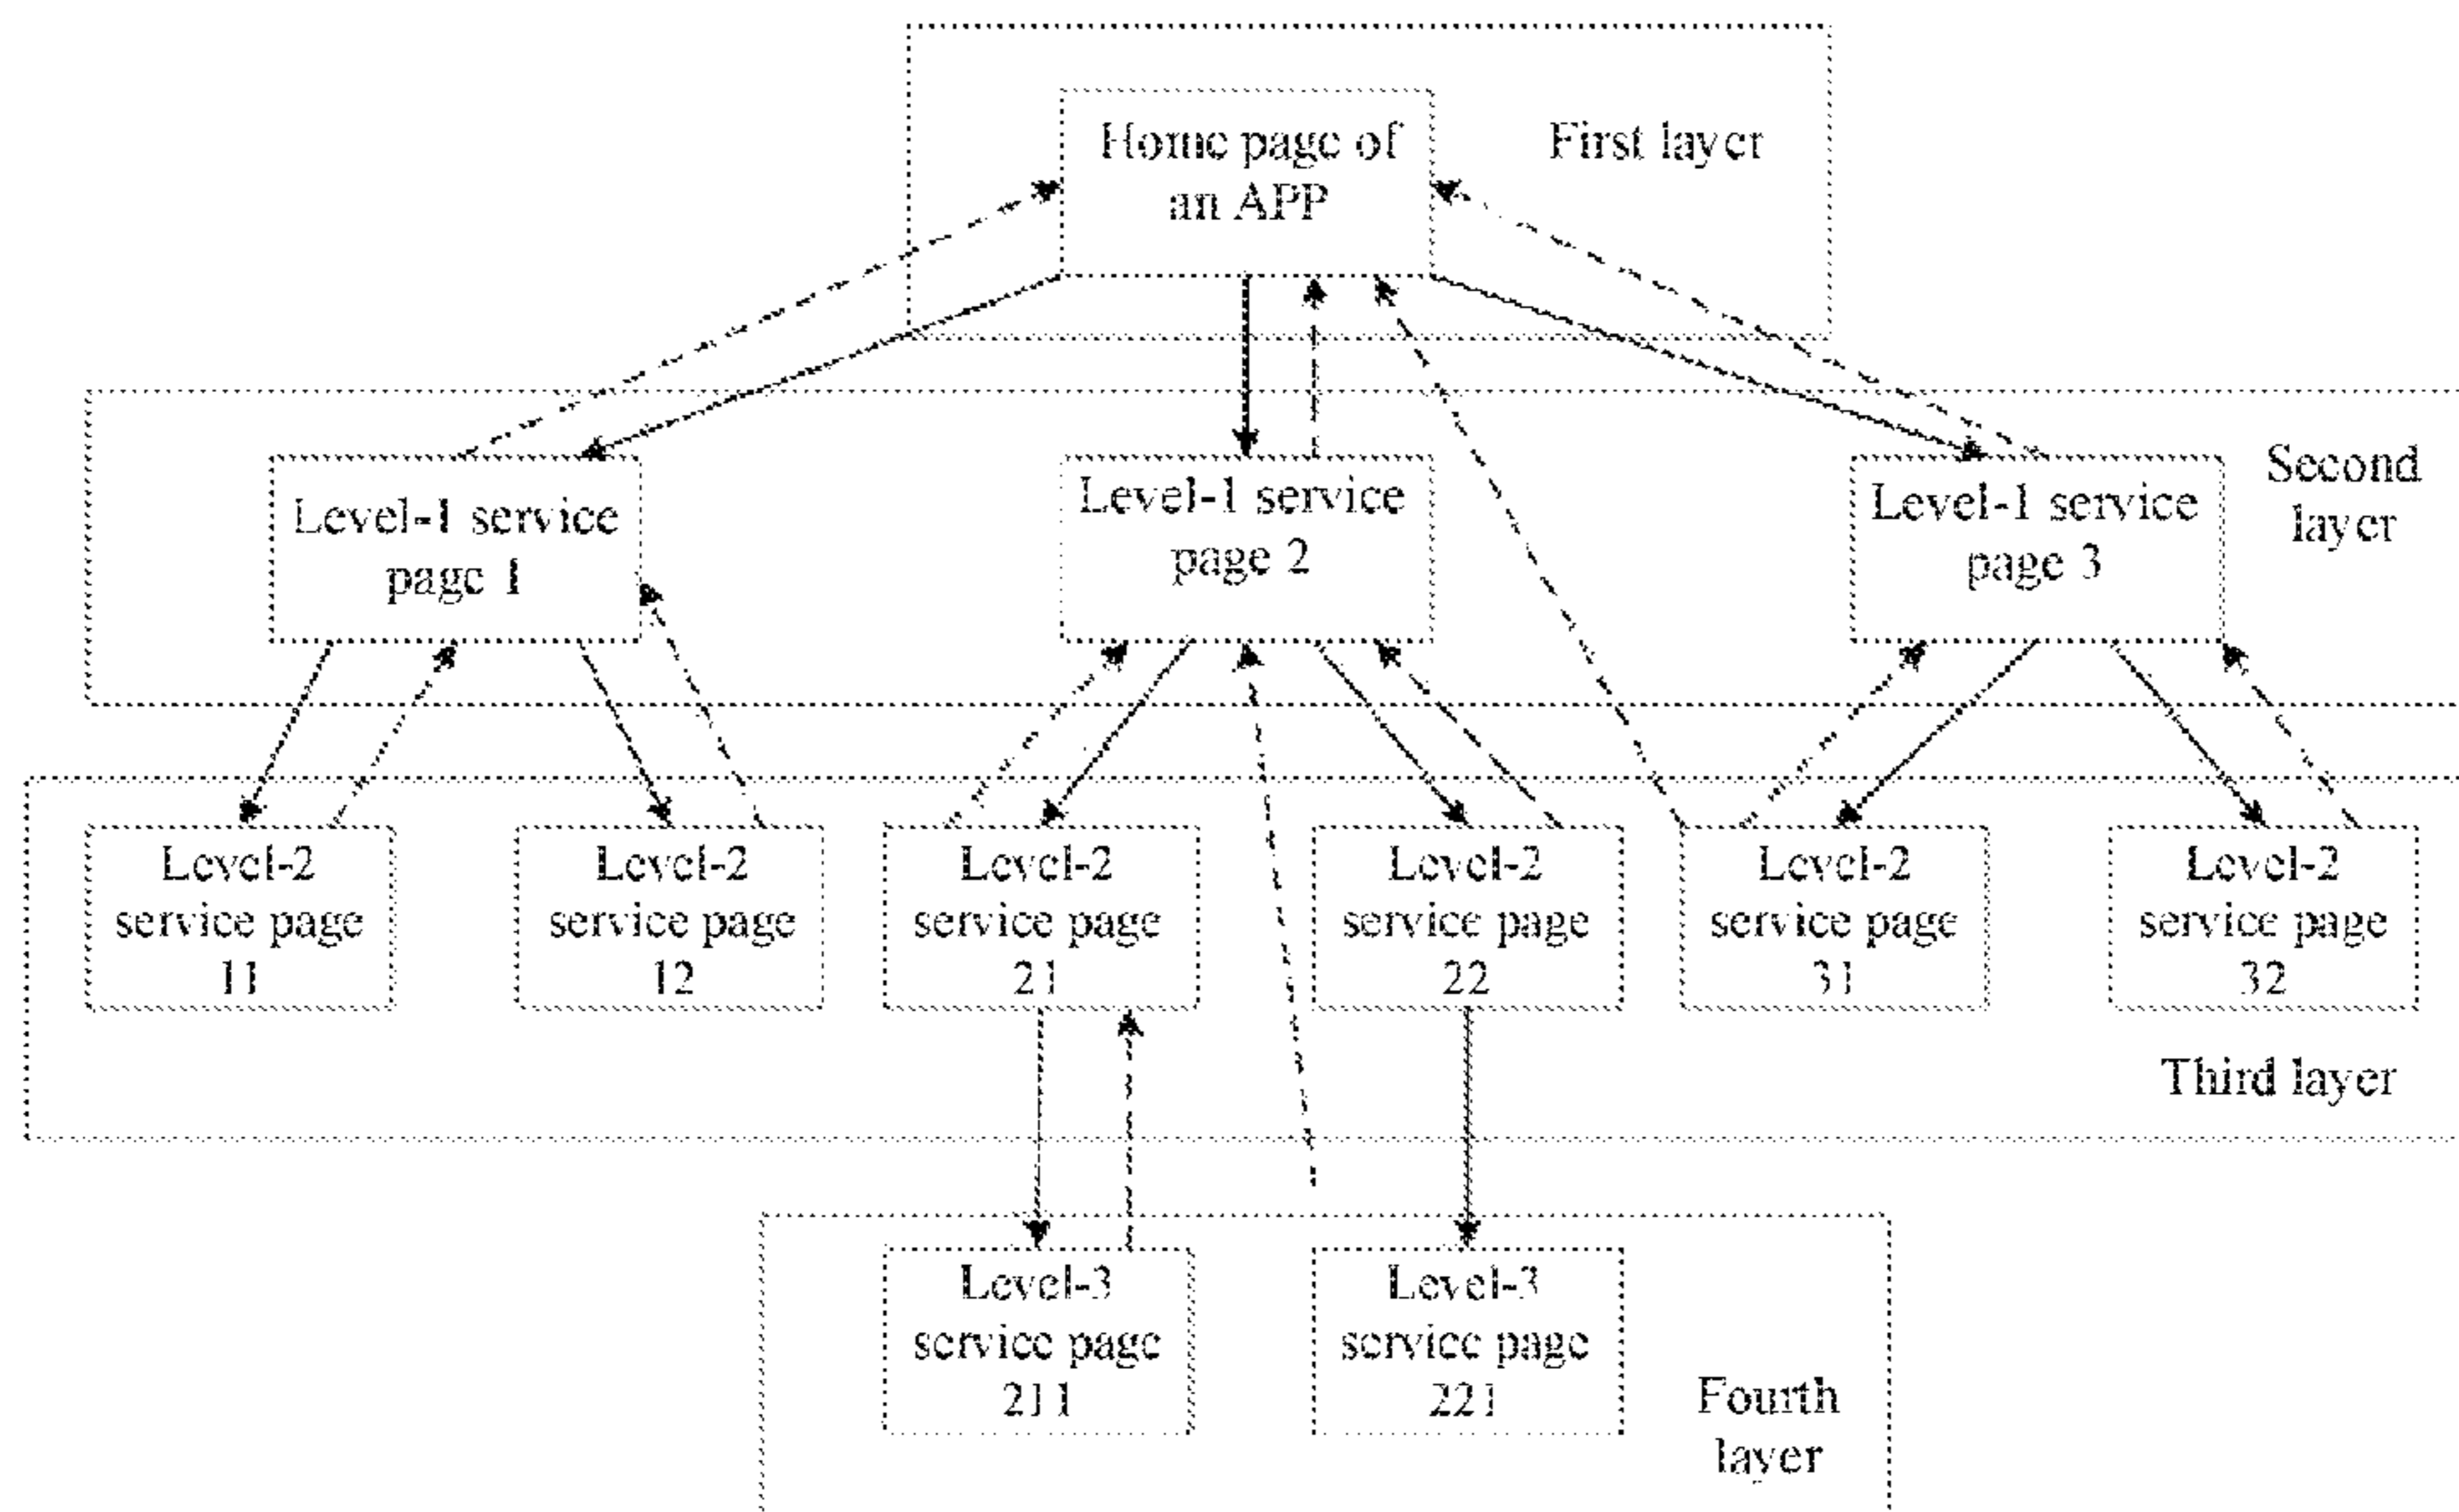 Home page of
an APP
First layer
Level-1 service
page 1
Level-1 service
page 2
Level-1 service
page 3
Second
layer
Level-2
service page
11
Level-2
service page
12
Level-2
service page
21
Level-2
service page
22
Level-2
service page
31
Level-2
service page
32
Third layer
Level-3
service page
211
Level-3
service page
221
Fourth
layer